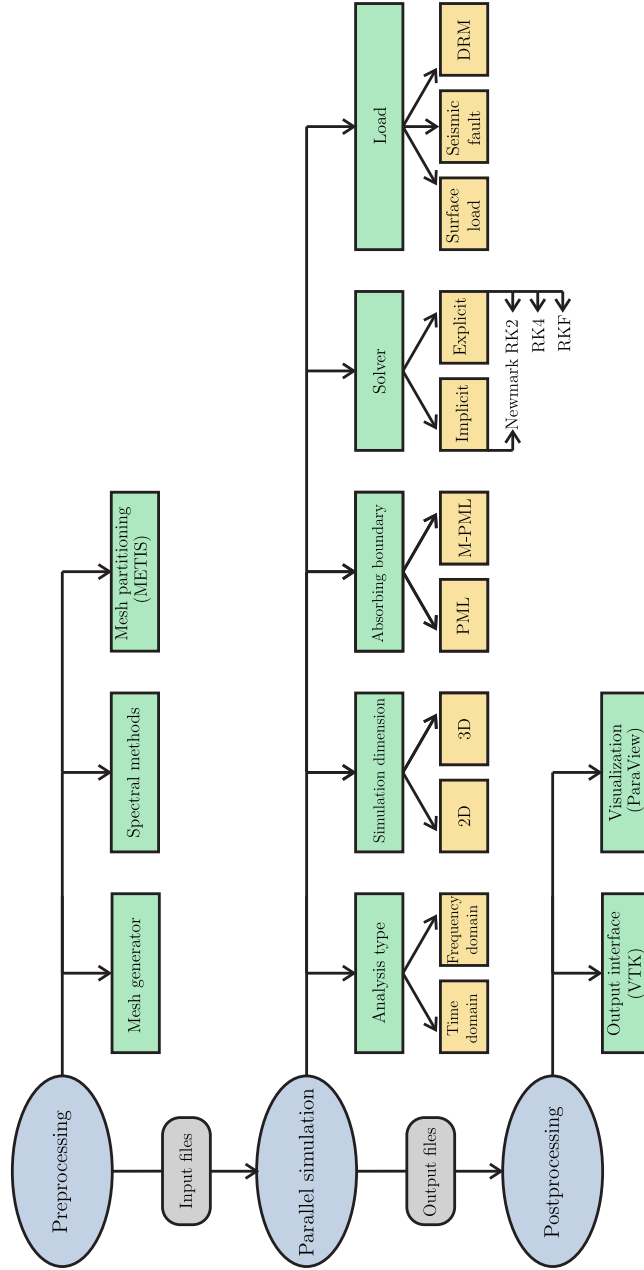 Preprocessing
Mesh generator
Spectral methods
Mesh partitioning
(METIS)
Input files
Parallel simulation
Analysis type
Simulation dimension
Absorbing boundary
Solver
Load
Time
domain
Frequency
domain
2D
3D
PML
M-PML
Implicit
Explicit
Surface
load
Seismic
fault
DRM
Newmark
RK2
RK4
RKF
Output files
Postprocessing
Output interface
(VTK)
Visualization
(ParaView)